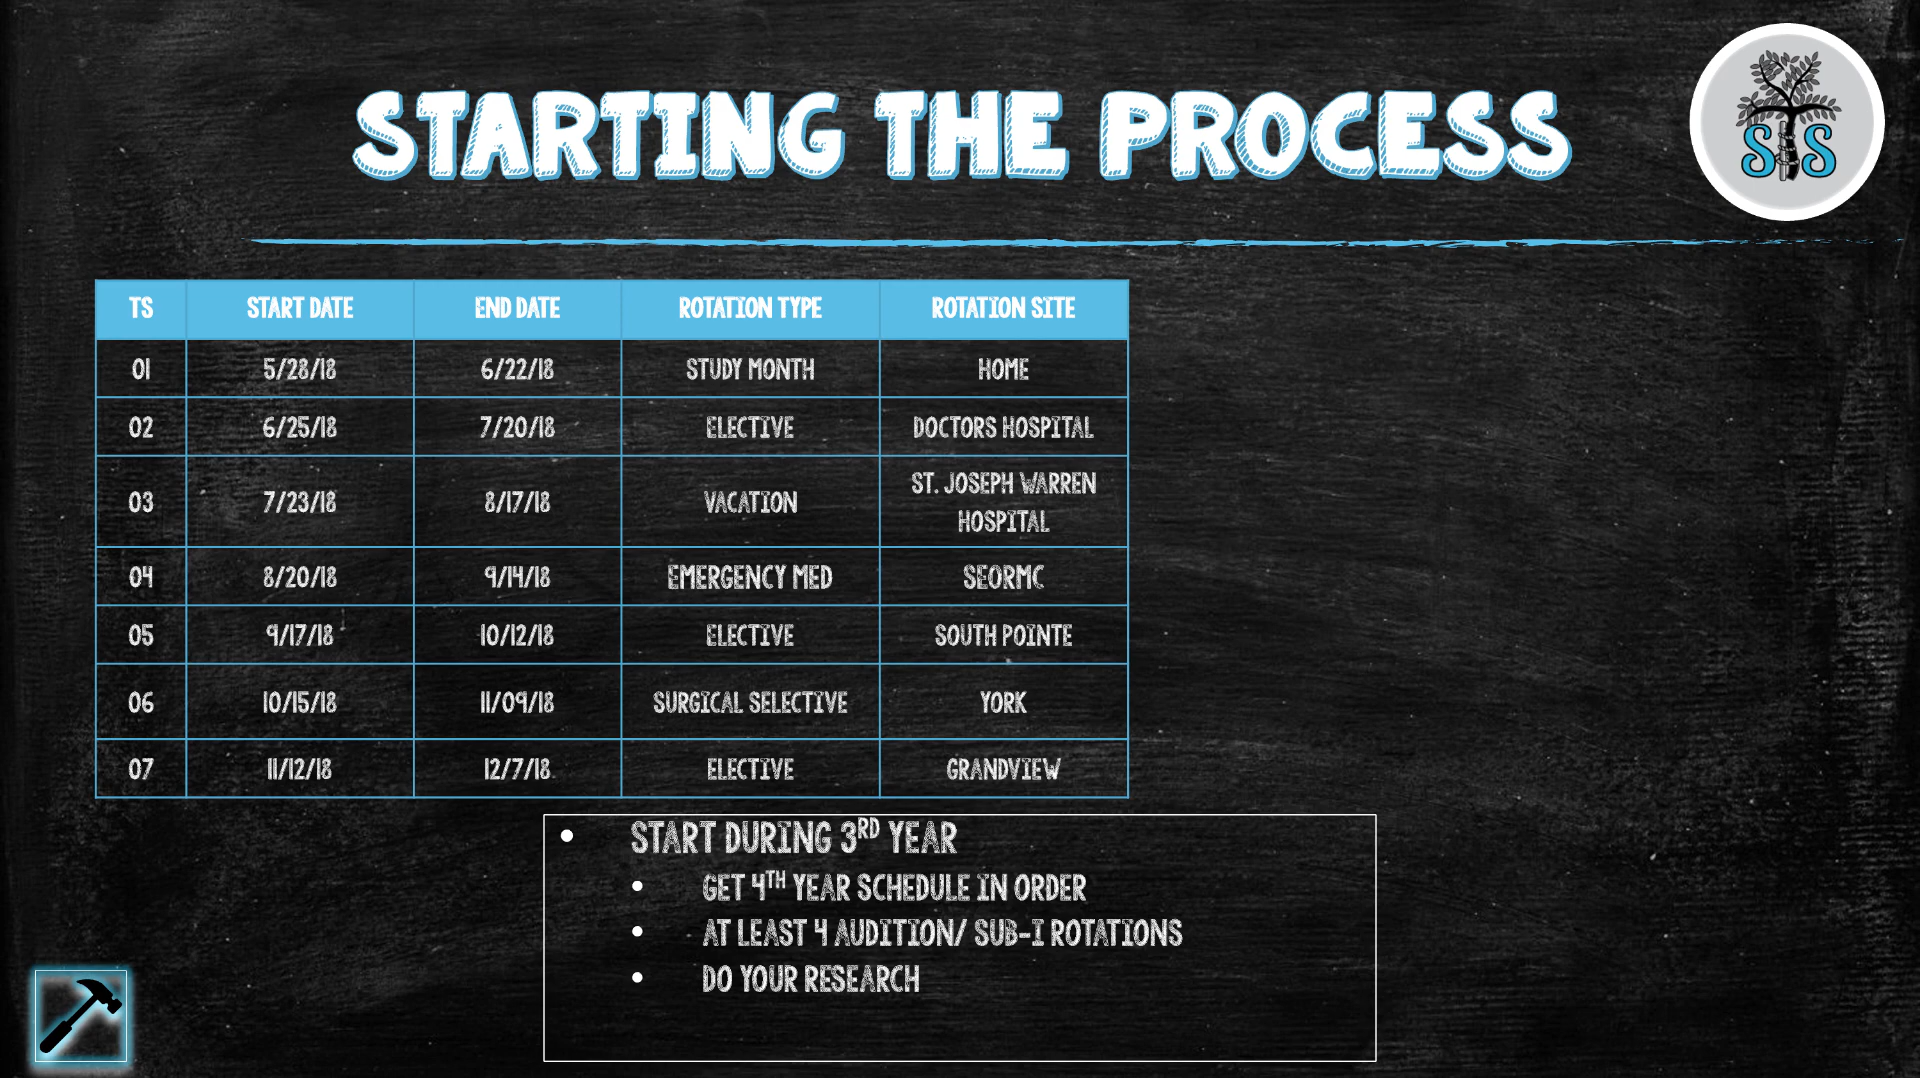 STARTING THE PROCESS
SIS
TS START DATE END DATE ROTATION TYPE ROTATION SITE
01 5/28/18 6/22/18 STUDY MONTH HOME
02 6/25/18 7/20/18 ELECTIVE DOCTORS HOSPITAL
03 7/23/18 8/17/18 VACATION ST. JOSEPH WARREN HOSPITAL
04 8/20/18 9/14/18 EMERGENCY MED SEORMC
05 9/17/18 10/12/18 ELECTIVE SOUTH POINTE
06 10/15/18 11/09/18 SURGICAL SELECTIVE YORK
07 11/12/18 12/7/18 ELECTIVE GRANDVIEW
• START DURING 3RD YEAR
• GET 4TH YEAR SCHEDULE IN ORDER
• AT LEAST 4 AUDITION/ SUB-I ROTATIONS
• DO YOUR RESEARCH